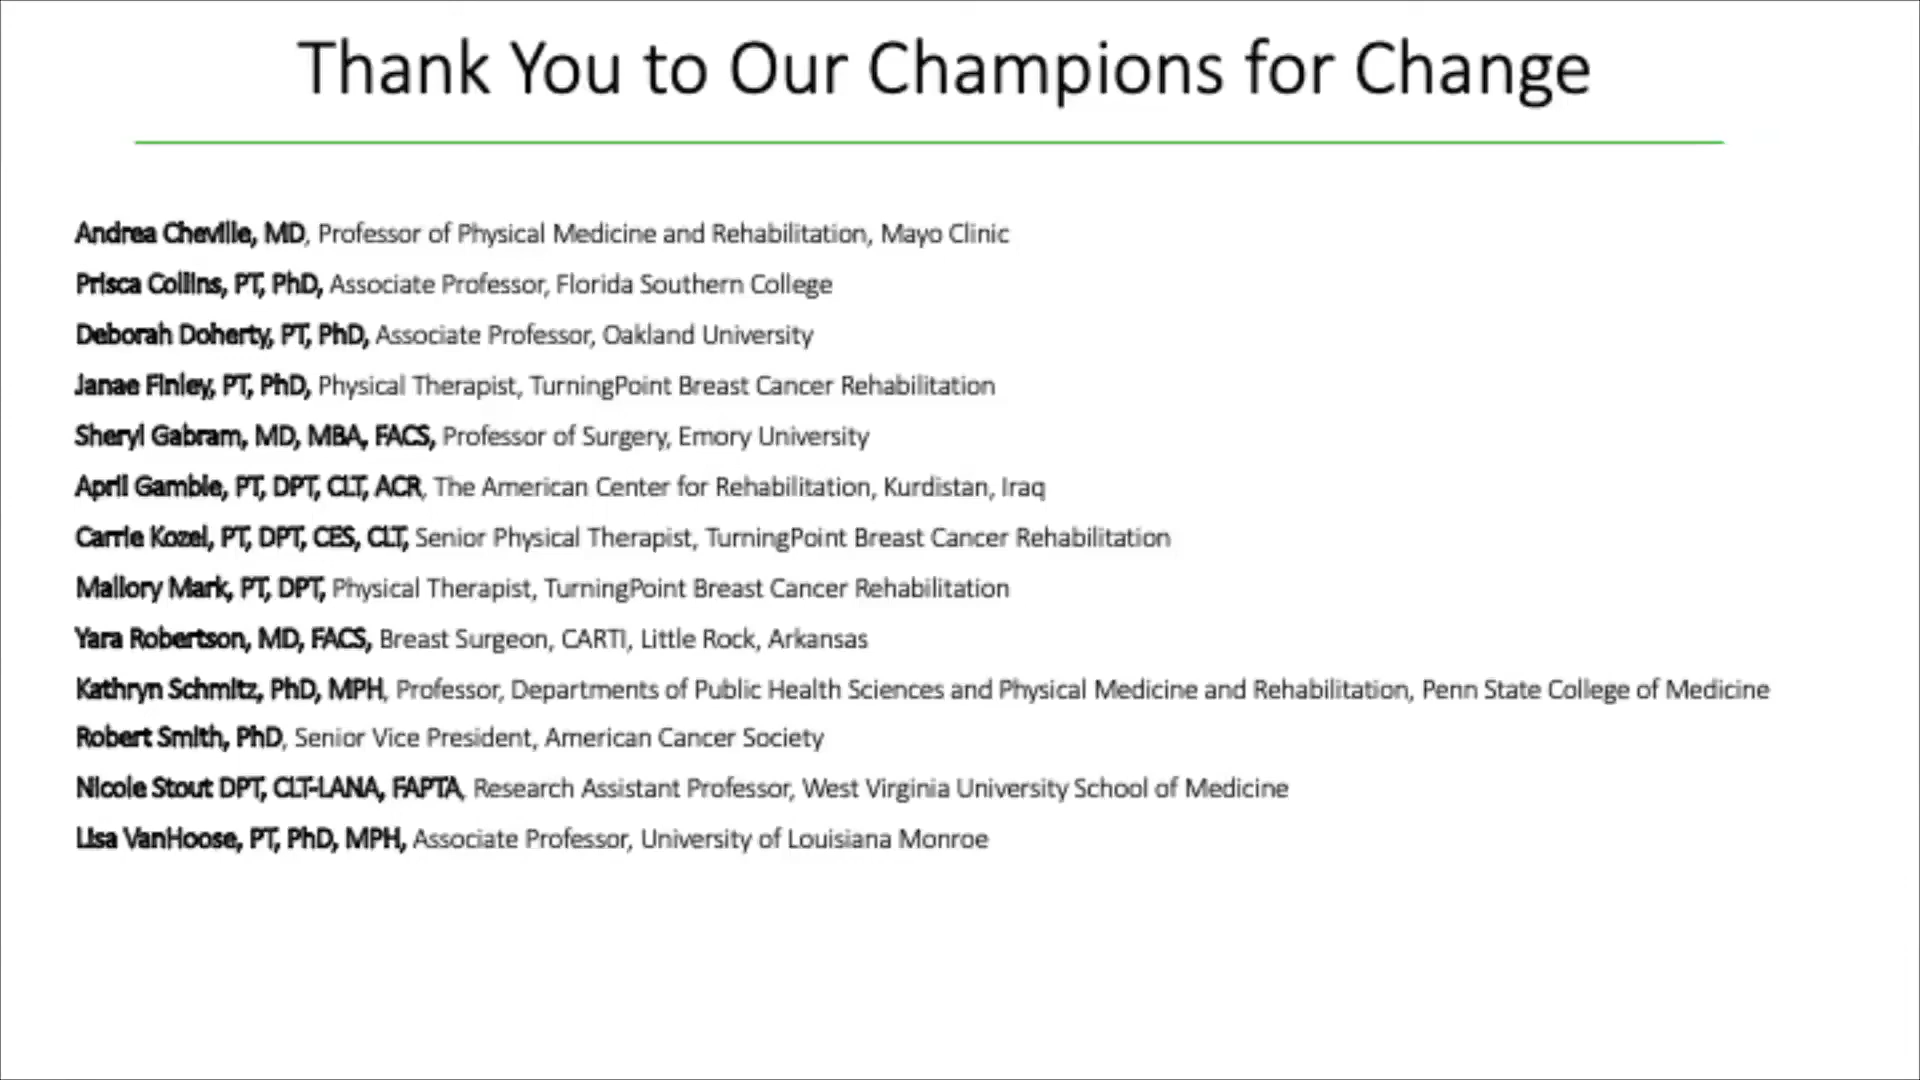 Thank You to Our Champions for Change
Andrea Cheville, MD, Professor of Physical Medicine and Rehabilitation, Mayo Clinic
Prisca Collins, PT, PhD, Associate Professor, Florida Southern College
Deborah Doherty, PT, PhD, Associate Professor, Oakland University
Janae Finley, PT, PhD, Physical Therapist, TurningPoint Breast Cancer Rehabilitation
Sheryl Gabram, MD, MBA, FACS, Professor of Surgery, Emory University
April Gamble, PT, DPT, CLT, ACR, The American Center for Rehabilitation, Kurdistan, Iraq
Carrie Kozel, PT, DPT, CES, CLT, Senior Physical Therapist, TurningPoint Breast Cancer Rehabilitation
Mallory Mark, PT, DPT, Physical Therapist, TurningPoint Breast Cancer Rehabilitation
Yara Robertson, MD, FACS, Breast Surgeon, CARTI, Little Rock, Arkansas
Kathryn Schmitz, PhD, MPH, Professor, Departments of Public Health Sciences and Physical Medicine and Rehabilitation, Penn State College of Medicine
Robert Smith, PhD, Senior Vice President, American Cancer Society
Nicole Stout DPT, CLT-LANA, FAPTA, Research Assistant Professor, West Virginia University School of Medicine
Lisa VanHoose, PT, PhD, MPH, Associate Professor, University of Louisiana Monroe